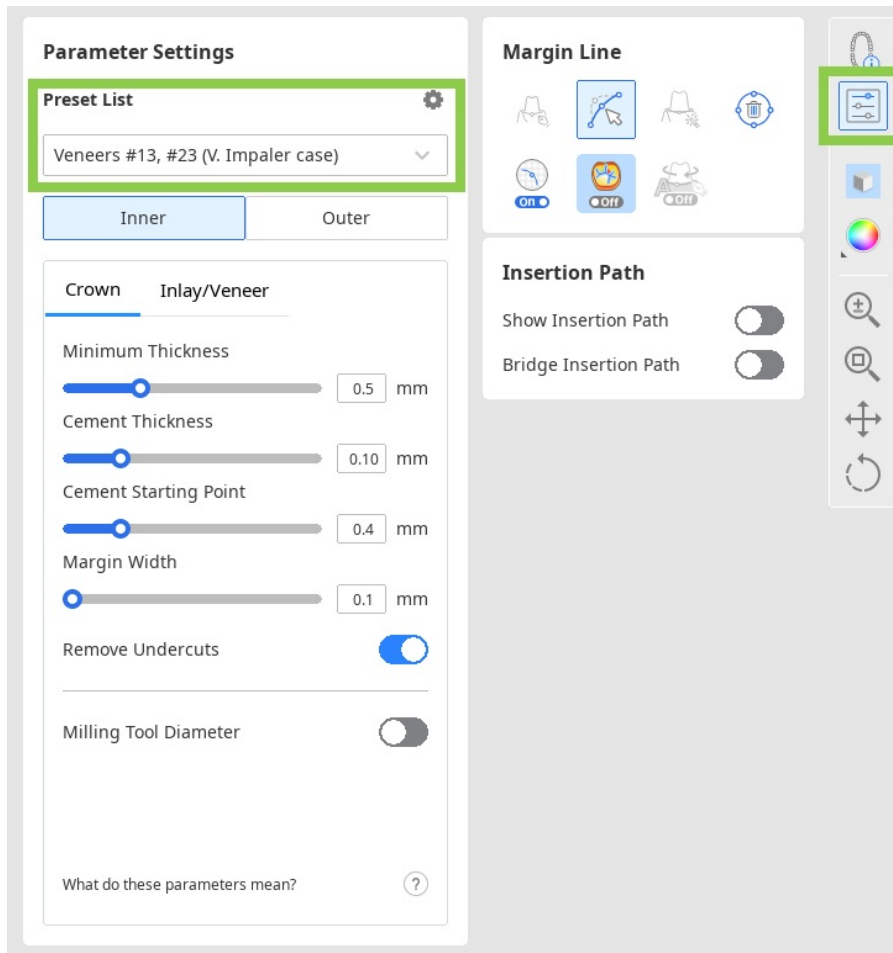 Parameter Settings
Preset List
Veneers #13, #23 (V. Impaler case)
Inner Outer
Crown Inlay/Veneer
Minimum Thickness
0.5 mm
Cement Thickness
0.10 mm
Cement Starting Point
0.4 mm
Margin Width
0.1 mm
Remove Undercuts
Milling Tool Diameter
What do these parameters mean? ?
Margin Line
On Off Off
Insertion Path
Show Insertion Path
Bridge Insertion Path